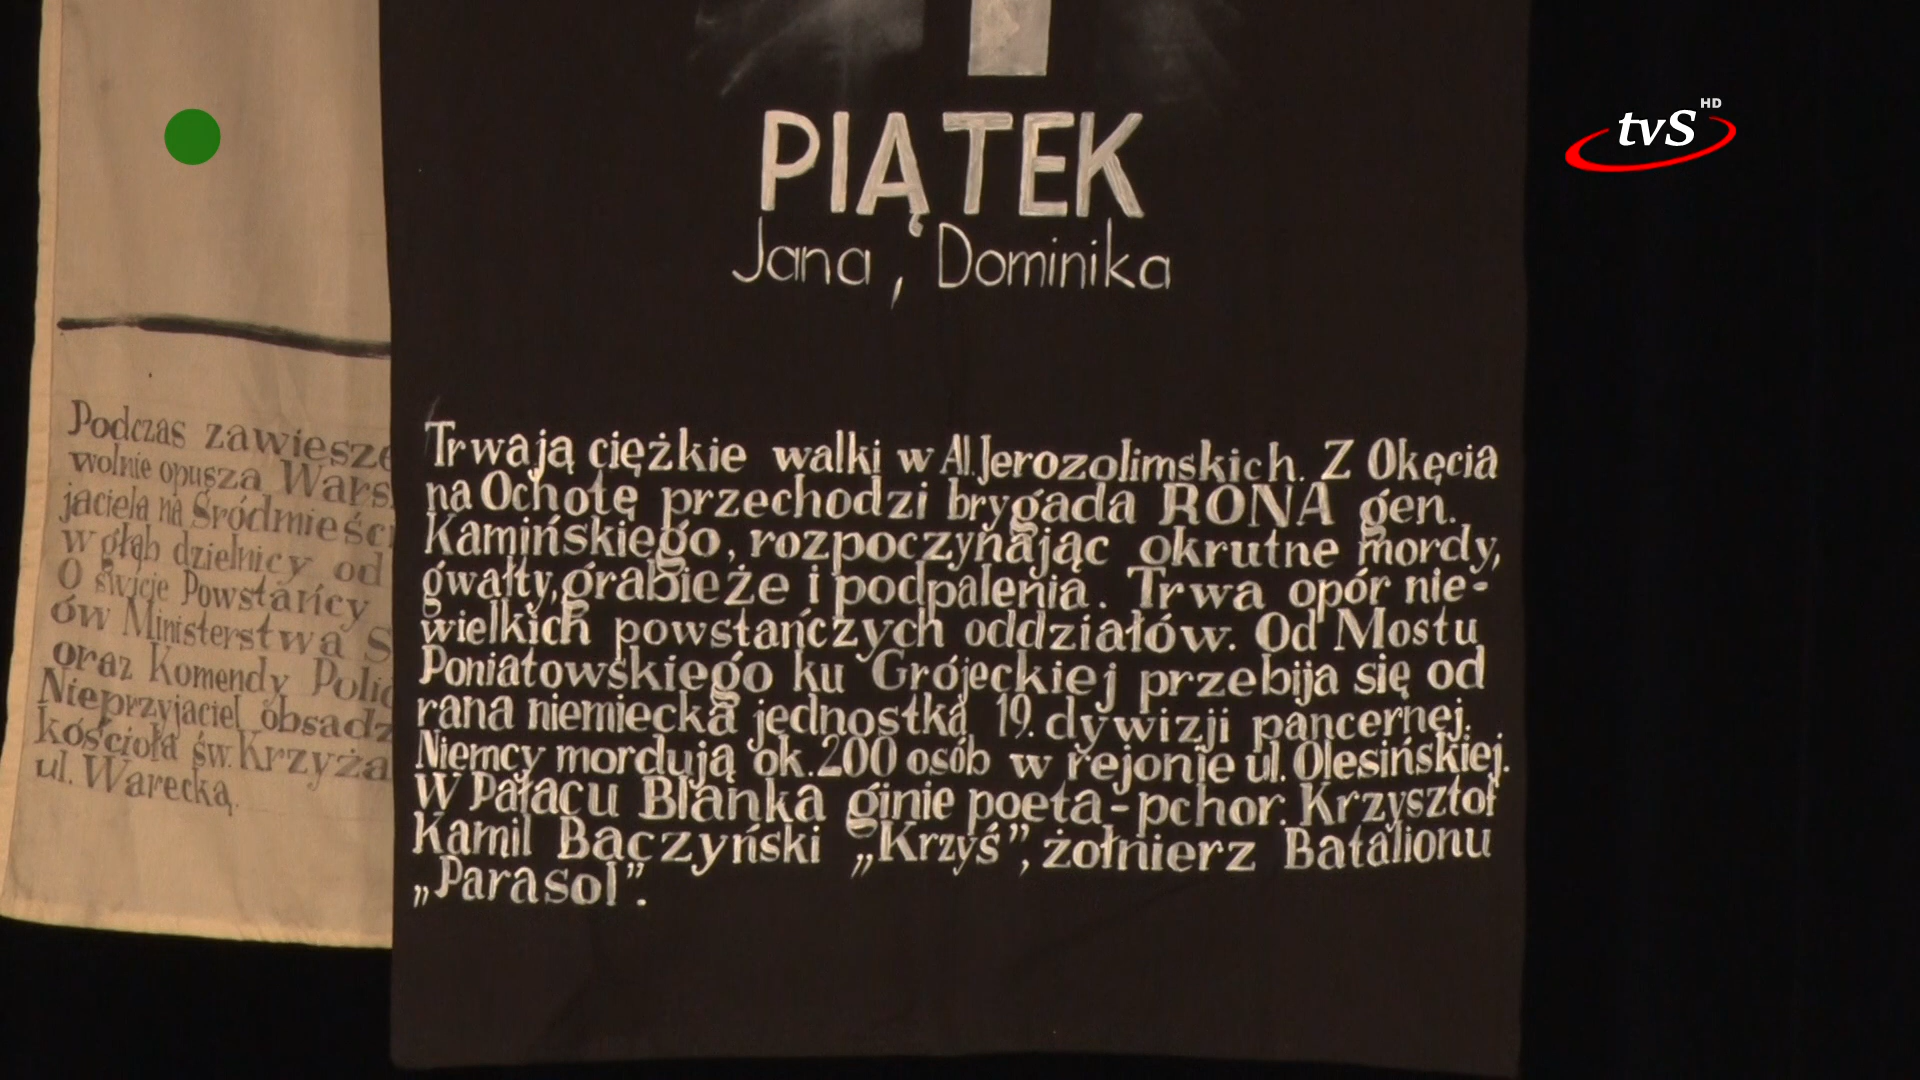 tvS HD
PIĄTEK
Jana, Dominika
Trwają ciężkie walki w Al. Jerozolimskich. Z Okęcia
na Ochotę przechodzi brygada RONA gen.
Kamińskiego, rozpoczynając okrutne mordy,
gwałty, grabieże i podpalenia. Trwa opór nie-
wielkich powstańczych oddziałów. Od Mostu
Poniatowskiego ku Grójeckiej przebija się od
rana niemiecka jednostka 19. dywizji pancernej.
Niemcy mordują ok. 200 osób w rejonie ul. Olesińskiej.
W Pałacu Blanka ginie poeta - pchor. Krzysztof
Kamil Baczyński „Krzyś”, żołnierz Batalionu
„Parasol”.
Podczas zawiesze
wolnie opusza Wars
jaciela na Śródmieści
w głąb dzielnicy od
O świcie Powstańcy
ów Ministerstwa S
oraz Komendy Polic
Nieprzyjaciel obsadz
kościoła św. Krzyża
ul. Warecką.